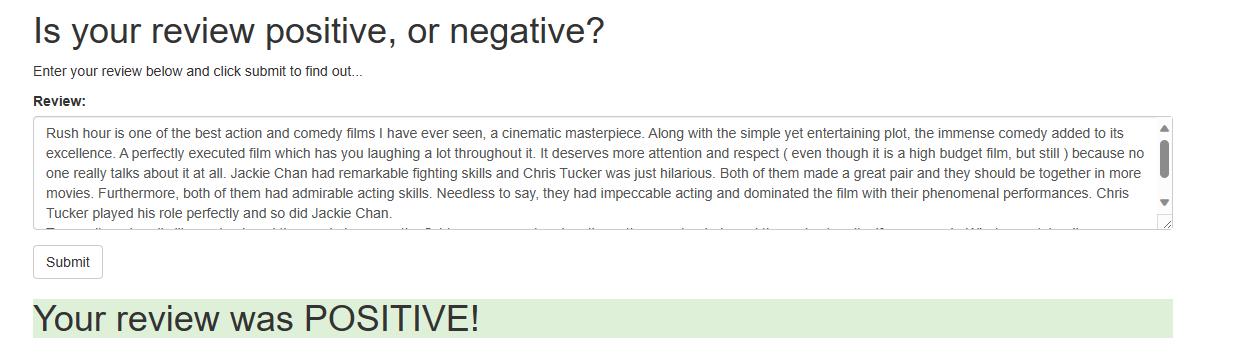 Is your review positive, or negative?
Enter your review below and click submit to find out...
Review:
Rush hour is one of the best action and comedy films I have ever seen, a cinematic masterpiece. Along with the simple yet entertaining plot, the immense comedy added to its
excellence. A perfectly executed film which has you laughing a lot throughout it. It deserves more attention and respect ( even though it is a high budget film, but still ) because no
one really talks about it at all. Jackie Chan had remarkable fighting skills and Chris Tucker was just hilarious. Both of them made a great pair and they should be together in more
movies. Furthermore, both of them had admirable acting skills. Needless to say, they had impeccable acting and dominated the film with their phenomenal performances. Chris
Tucker played his role perfectly and so did Jackie Chan.
Submit
Your review was POSITIVE!